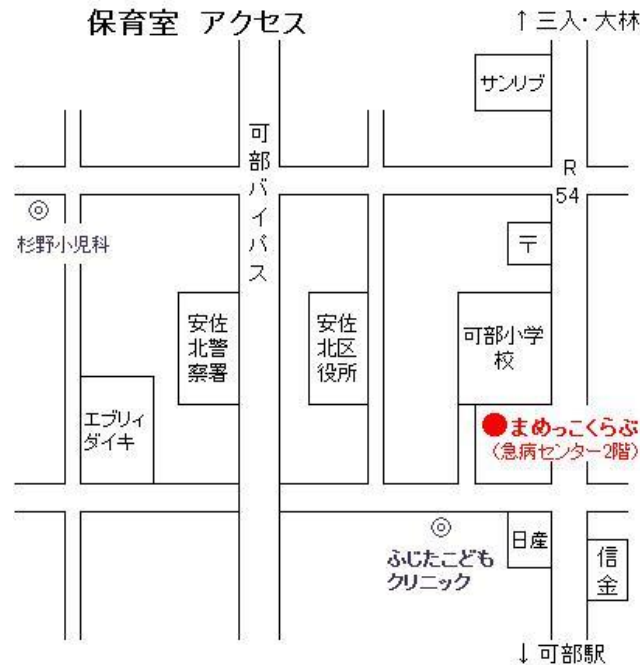 保育室 アクセス
↑三入・大林
サンリブ
可部バイパス
R
54
◎
杉野小児科
〒
安佐
北警
察署
安佐
北区
役所
可部小学
校
エブリィ
ダイキ
まめっこくらぶ
(急病センター2階)
◎
ふじたこども
クリニック
日産
信
金
↓可部駅